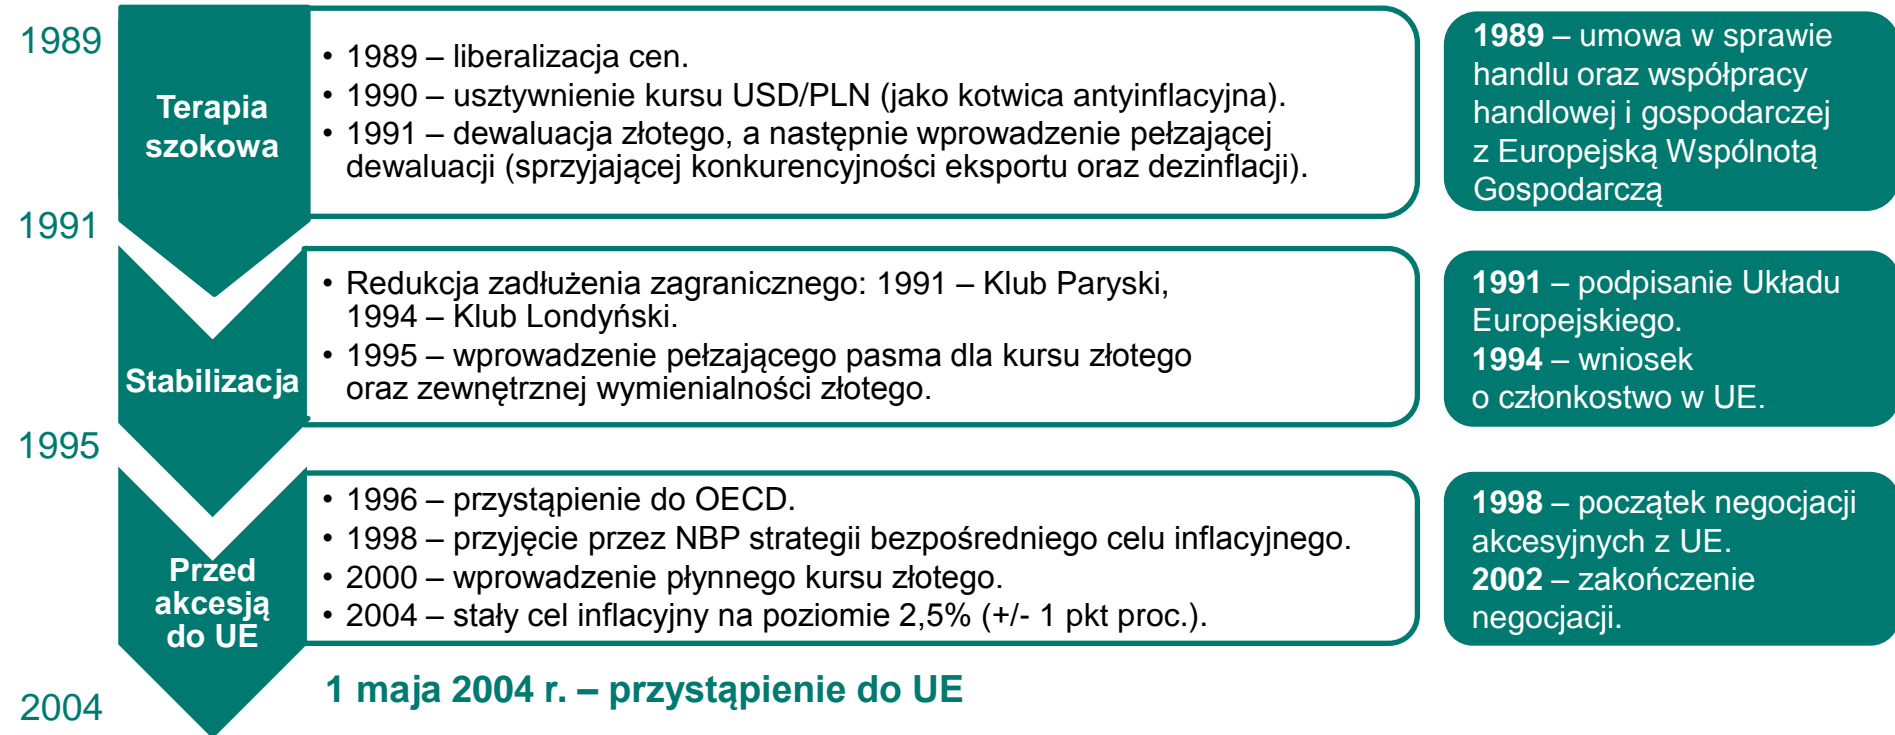 1989
Terapia
szokowa
• 1989 – liberalizacja cen.
• 1990 – usztywnienie kursu USD/PLN (jako kotwica antyinflacyjna).
• 1991 – dewaluacja złotego, a następnie wprowadzenie pełzającej
dewaluacji (sprzyjającej konkurencyjności eksportu oraz dezinflacji).
1989 – umowa w sprawie
handlu oraz współpracy
handlowej i gospodarczej
z Europejską Wspólnotą
Gospodarczą
1991
Stabilizacja
• Redukcja zadłużenia zagranicznego: 1991 – Klub Paryski,
1994 – Klub Londyński.
• 1995 – wprowadzenie pełzającego pasma dla kursu złotego
oraz zewnętrznej wymienialności złotego.
1991 – podpisanie Układu
Europejskiego.
1994 – wniosek
o członkostwo w UE.
1995
Przed
akcesją
do UE
• 1996 – przystąpienie do OECD.
• 1998 – przyjęcie przez NBP strategii bezpośredniego celu inflacyjnego.
• 2000 – wprowadzenie płynnego kursu złotego.
• 2004 – stały cel inflacyjny na poziomie 2,5% (+/- 1 pkt proc.).
1998 – początek negocjacji
akcesyjnych z UE.
2002 – zakończenie
negocjacji.
2004
1 maja 2004 r. – przystąpienie do UE